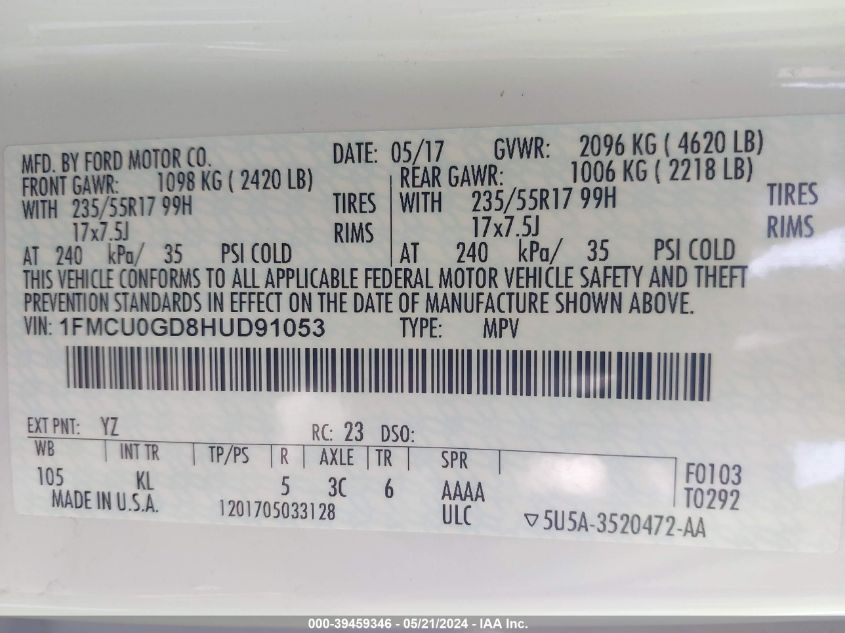 MFD. BY FORD MOTOR CO. DATE: 05/17 GVWR: 2096 KG ( 4620 LB)
FRONT GAWR: 1098 KG ( 2420 LB) REAR GAWR: 1006 KG ( 2218 LB)
WITH 235/55R17 99H TIRES WITH 235/55R17 99H TIRES
17x7.5J RIMS 17x7.5J RIMS
AT 240 kPa/ 35 PSI COLD AT 240 kPa/ 35 PSI COLD
THIS VEHICLE CONFORMS TO ALL APPLICABLE FEDERAL MOTOR VEHICLE SAFETY AND THEFT
PREVENTION STANDARDS IN EFFECT ON THE DATE OF MANUFACTURE SHOWN ABOVE.
VIN: 1FMCU0GD8HUD91053 TYPE: MPV
EXT PNT: YZ RC: 23 DSO:
WB INT TR TP/PS R AXLE TR SPR
105 KL 5 3C 6 AAAA F0103
MADE IN U.S.A. 1201705033128 ULC T0292
▽5U5A-3520472-AA
000-39459346 - 05/21/2024 - IAA Inc.